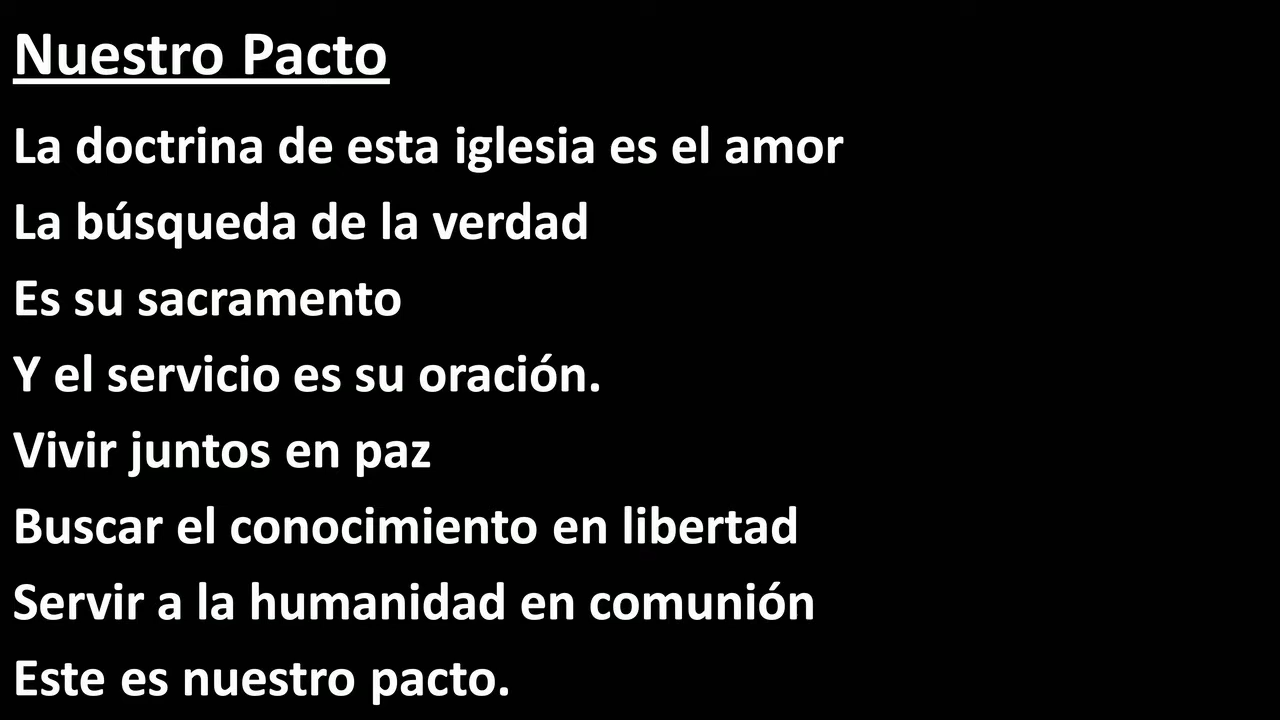 Nuestro Pacto
La doctrina de esta iglesia es el amor
La búsqueda de la verdad
Es su sacramento
Y el servicio es su oración.
Vivir juntos en paz
Buscar el conocimiento en libertad
Servir a la humanidad en comunión
Este es nuestro pacto.